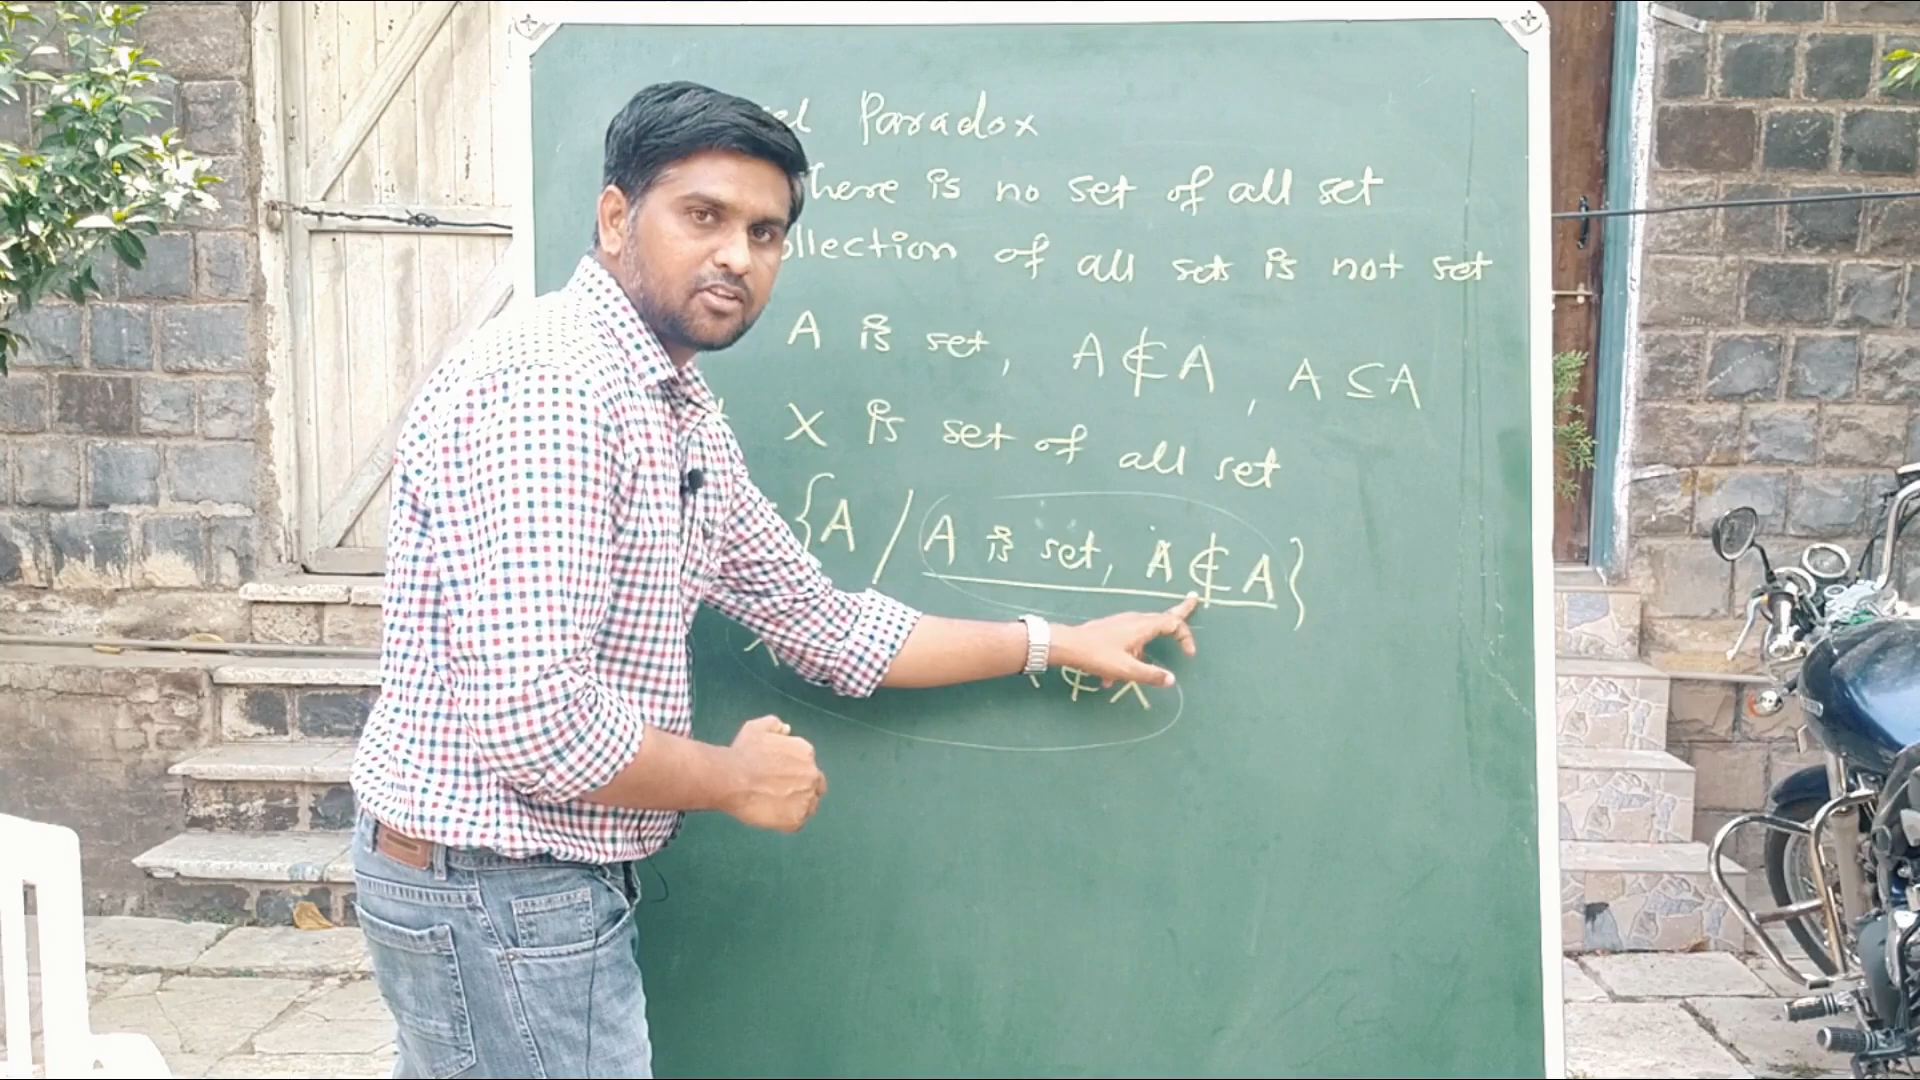 Paradox
here is no set of all set
ollection of all sets is not set
A is set, A ∉ A, A ⊆ A
X is set of all set
{A / A is set, A ∉ A}
∉ X